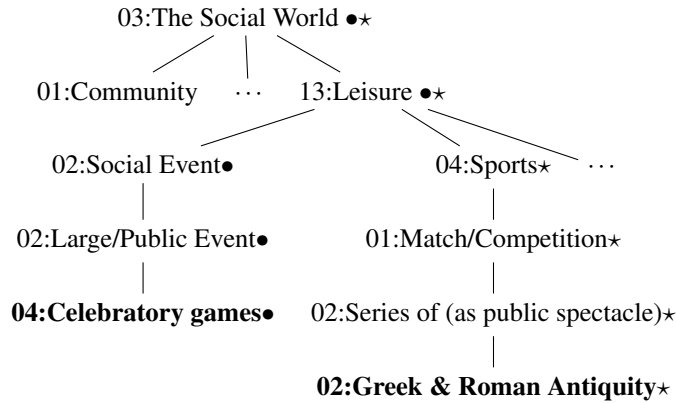 03:The Social World ●⋆
01:Community ··· 13:Leisure ●⋆
02:Social Event● 04:Sports⋆ ···
02:Large/Public Event● 01:Match/Competition⋆
04:Celebratory games● 02:Series of (as public spectacle)⋆
02:Greek & Roman Antiquity⋆